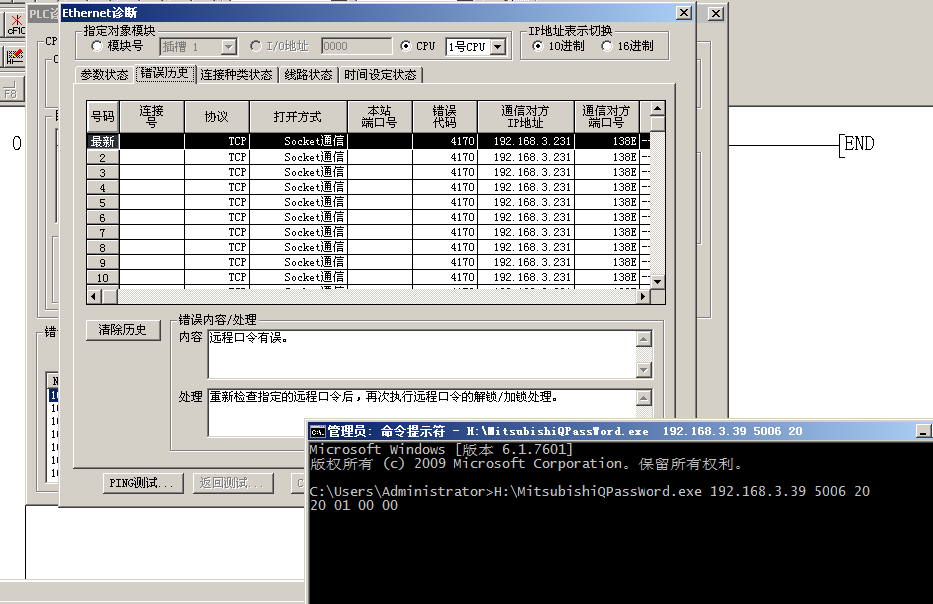 PLC诊
Ethernet诊断
指定对象模块
模块号 插槽 1 I/O地址 0000 CPU 1号CPU
IP地址表示切换
10进制 16进制
参数状态 错误历史 连接种类状态 线路状态 时间设定状态
号码 连接号 协议 打开方式 本站端口号 错误代码 通信对方IP地址 通信对方端口号
最新 TCP Socket通信 4170 192.168.3.231 138E --
2 TCP Socket通信 4170 192.168.3.231 138E --
3 TCP Socket通信 4170 192.168.3.231 138E --
4 TCP Socket通信 4170 192.168.3.231 138E --
5 TCP Socket通信 4170 192.168.3.231 138E --
6 TCP Socket通信 4170 192.168.3.231 138E --
7 TCP Socket通信 4170 192.168.3.231 138E --
8 TCP Socket通信 4170 192.168.3.231 138E --
9 TCP Socket通信 4170 192.168.3.231 138E --
10 TCP Socket通信 4170 192.168.3.231 138E --
清除历史
错误内容/处理
内容 远程口令有误。
处理 重新检查指定的远程口令后，再次执行远程口令的解锁/加锁处理。
PING测试... 返回测试... C
F8
0
[END
管理员: 命令提示符 - H:\MitsubishiQPassWord.exe 192.168.3.39 5006 20
Microsoft Windows [版本 6.1.7601]
版权所有 (c) 2009 Microsoft Corporation。保留所有权利。
C:\Users\Administrator>H:\MitsubishiQPassWord.exe 192.168.3.39 5006 20
20 01 00 00